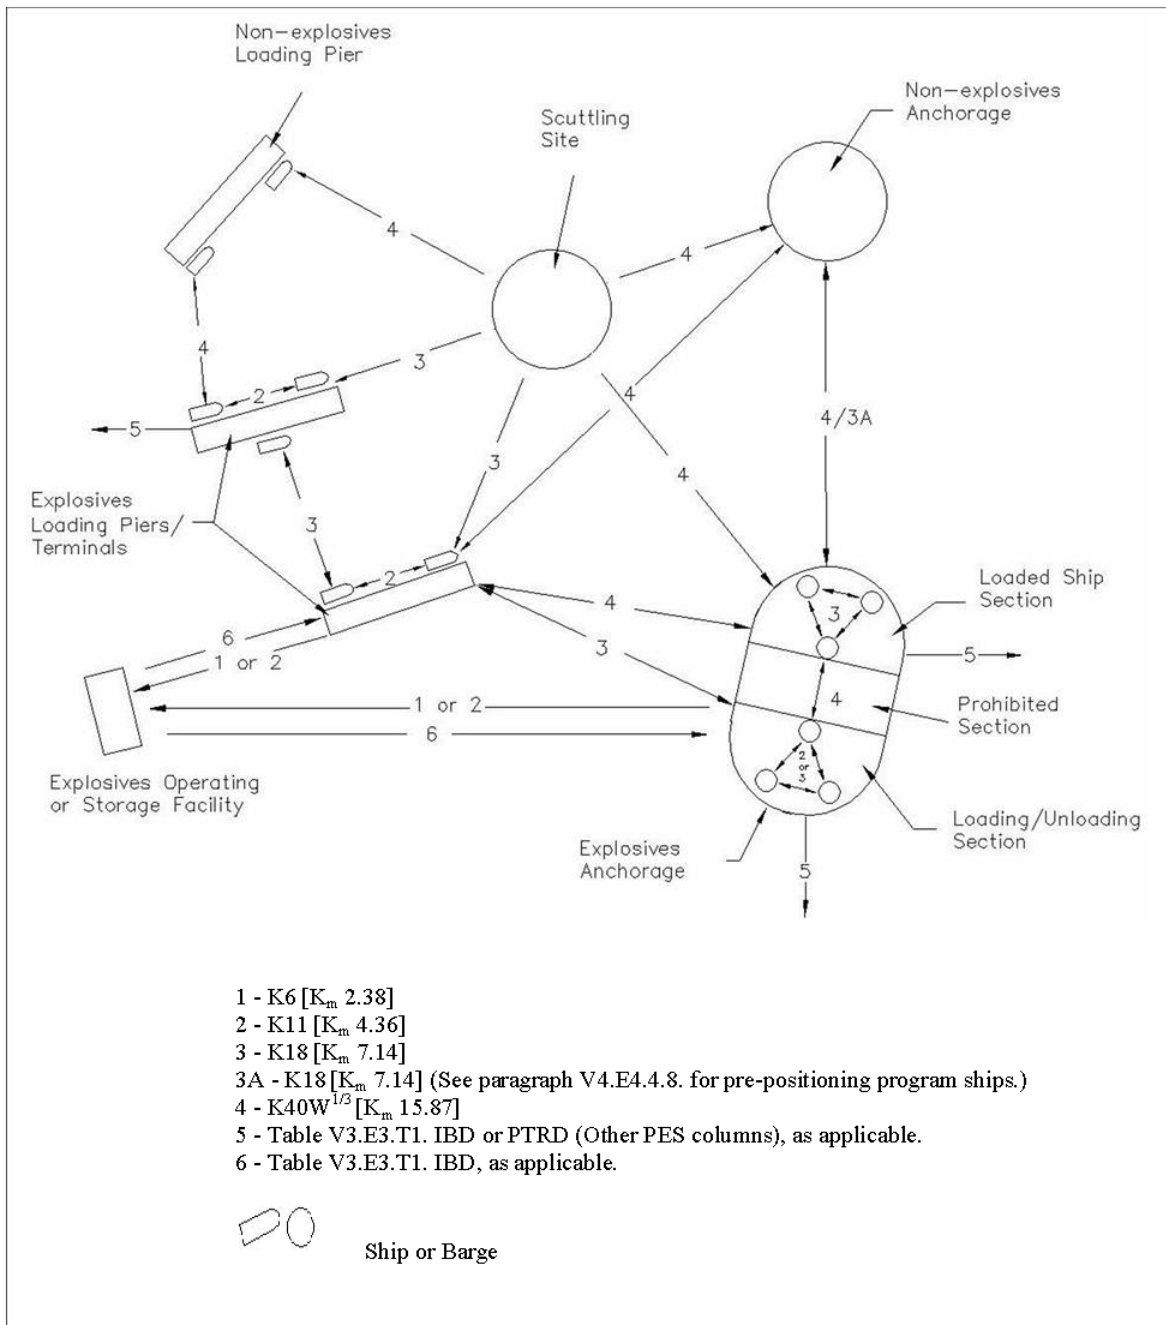 Non-explosives
Loading Pier
Scuttling
Site
Non-explosives
Anchorage
4
4
4
3
2
5
4
4/3A
3
4
Explosives
Loading Piers/
Terminals
3
2
Loaded Ship
Section
4
3
3
6
1 or 2
5
4
1 or 2
6
Prohibited
Section
2
or
3
Explosives Operating
or Storage Facility
Loading/Unloading
Section
Explosives
Anchorage
5
1 - K6 [Km 2.38]
2 - K11 [Km 4.36]
3 - K18 [Km 7.14]
3A - K18 [Km 7.14] (See paragraph V4.E4.4.8. for pre-positioning program ships.)
4 - K40W1/3 [Km 15.87]
5 - Table V3.E3.T1. IBD or PTRD (Other PES columns), as applicable.
6 - Table V3.E3.T1. IBD, as applicable.
Ship or Barge